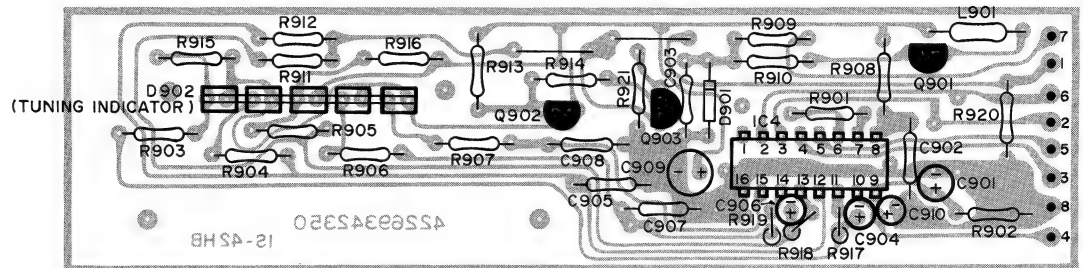 R912
R909
L901
R915
R916
7
R913
R914
R921
C903
R910
R908
1
R911
Q901
D902
(TUNING INDICATOR)
Q902
Q903
D901
R901
R920
6
IC4
2
R905
R903
1 2 3 4 5 6 7 8
R907
C908
C909
C902
5
R904
R906
16 15 14 13 12 11 10 9
C901
3
C905
C906
C910
8
R919
C907
C904
R902
42269342350
4
IS-42HB
R918
R917